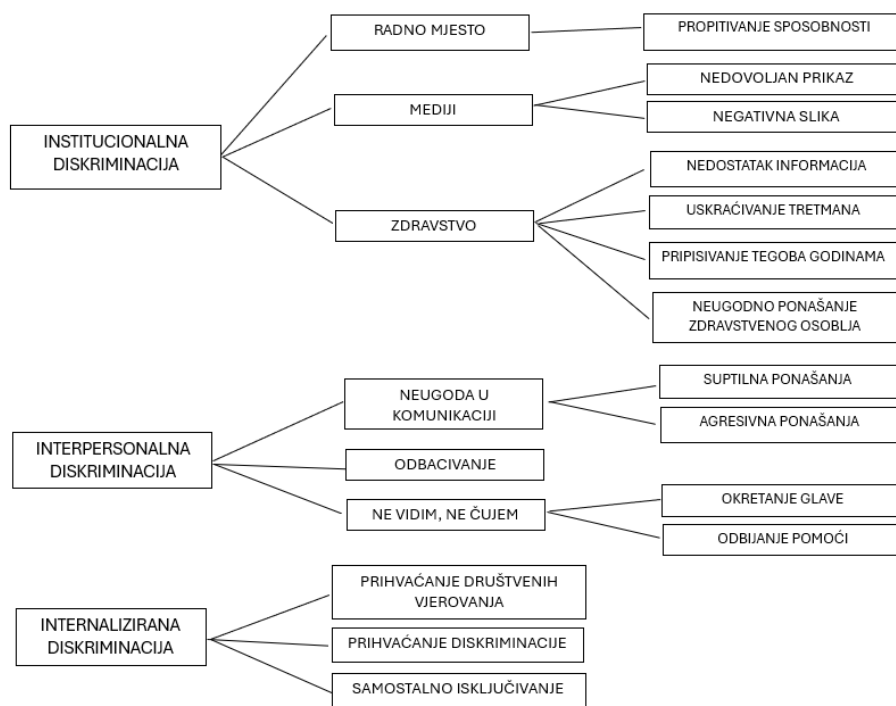 INSTITUCIONALNA
DISKRIMINACIJA
RADNO MJESTO
PROPITIVANJE SPOSOBNOSTI
MEDIJI
NEDOVOLJAN PRIKAZ
NEGATIVNA SLIKA
ZDRAVSTVO
NEDOSTATAK INFORMACIJA
USKRAĆIVANJE TRETMANA
PRIPISIVANJE TEGOBA GODINAMA
NEUGODNO PONAŠANJE
ZDRAVSTVENOG OSOBLJA
INTERPERSONALNA
DISKRIMINACIJA
NEUGODA U
KOMUNIKACIJI
SUPTILNA PONAŠANJA
AGRESIVNA PONAŠANJA
ODBACIVANJE
NE VIDIM, NE ČUJEM
OKRETANJE GLAVE
ODBIJANJE POMOĆI
INTERNALIZIRANA
DISKRIMINACIJA
PRIHVAĆANJE DRUŠTVENIH
VJEROVANJA
PRIHVAĆANJE DISKRIMINACIJE
SAMOSTALNO ISKLJUČIVANJE